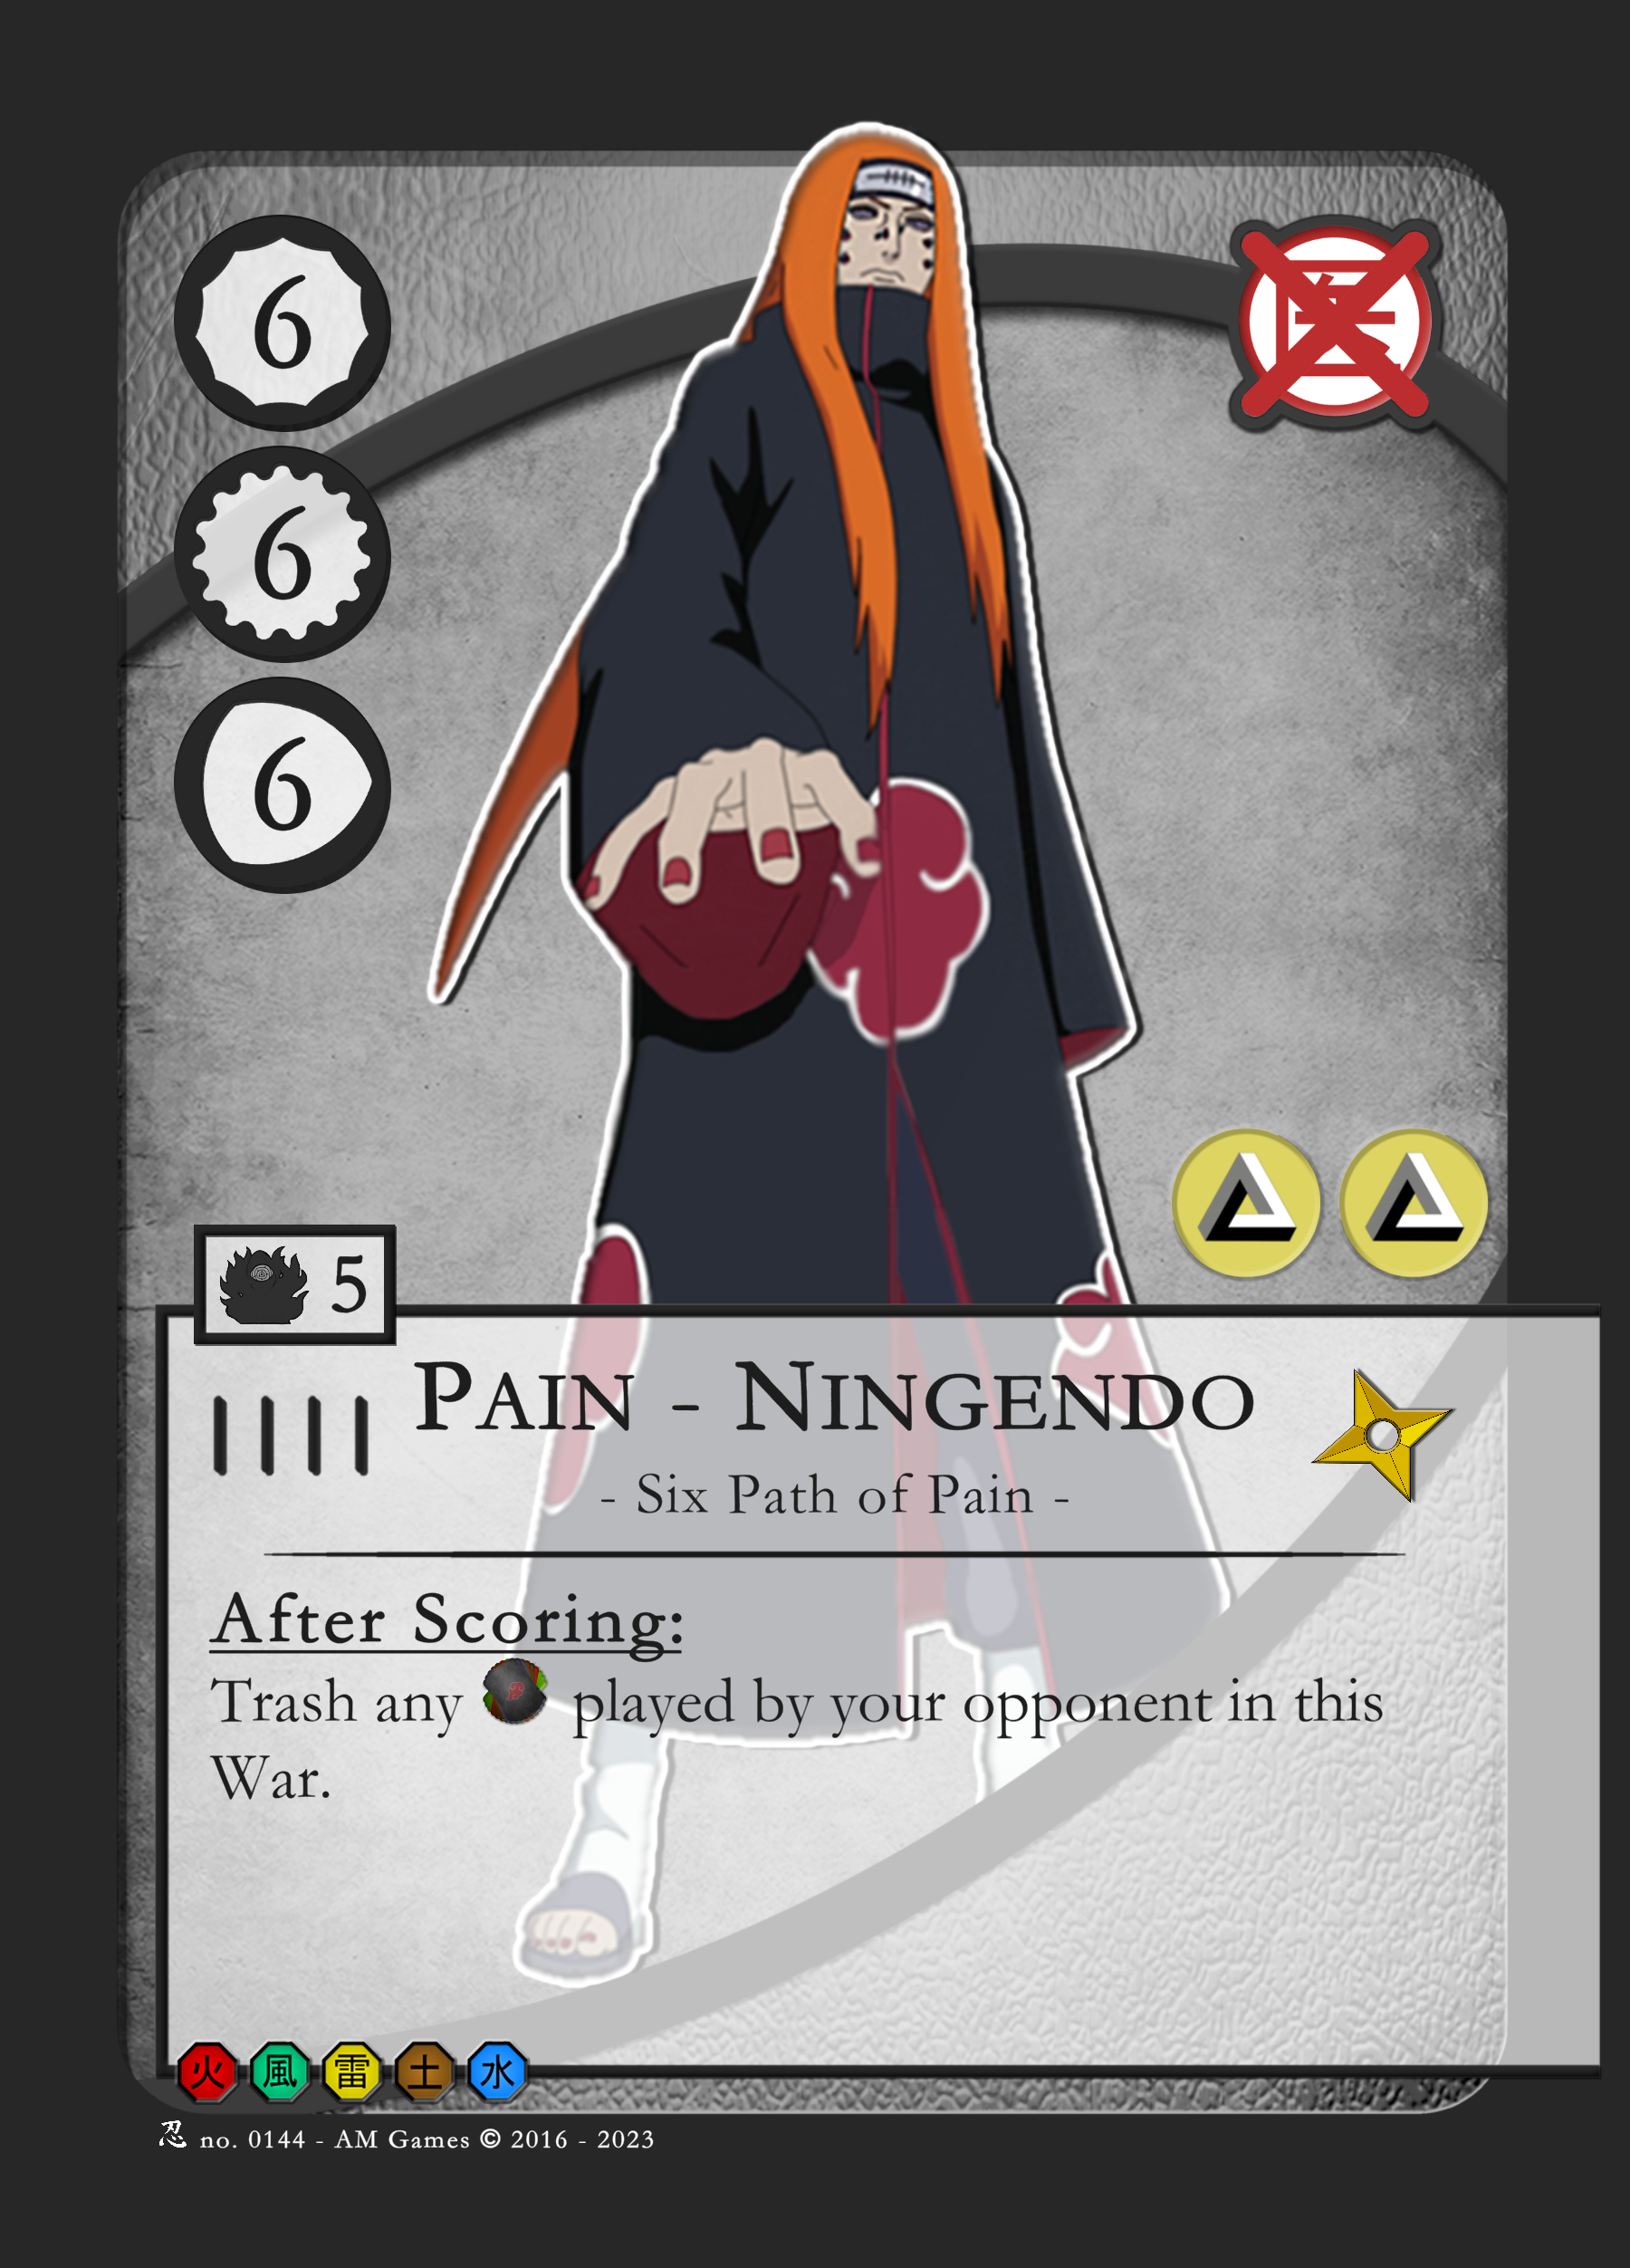 6
6
6
5
Pain - Ningendo
- Six Path of Pain -
After Scoring:
Trash any played by your opponent in this
War.
火 風 雷 土 水
忍 no. 0144 - AM Games © 2016 - 2023